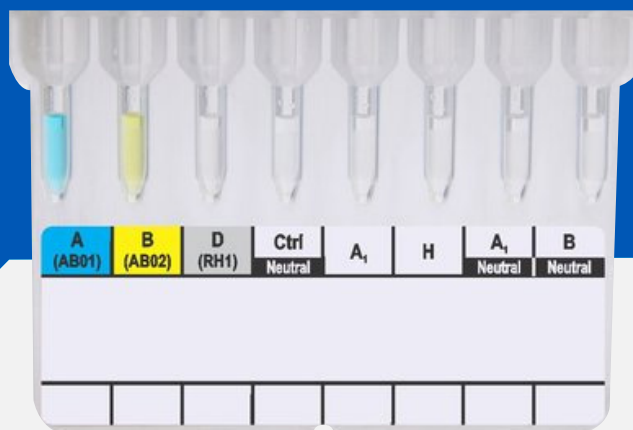 A B D Ctrl A₁ H A₁ B
(AB01) (AB02) (RH1) Neutral Neutral Neutral